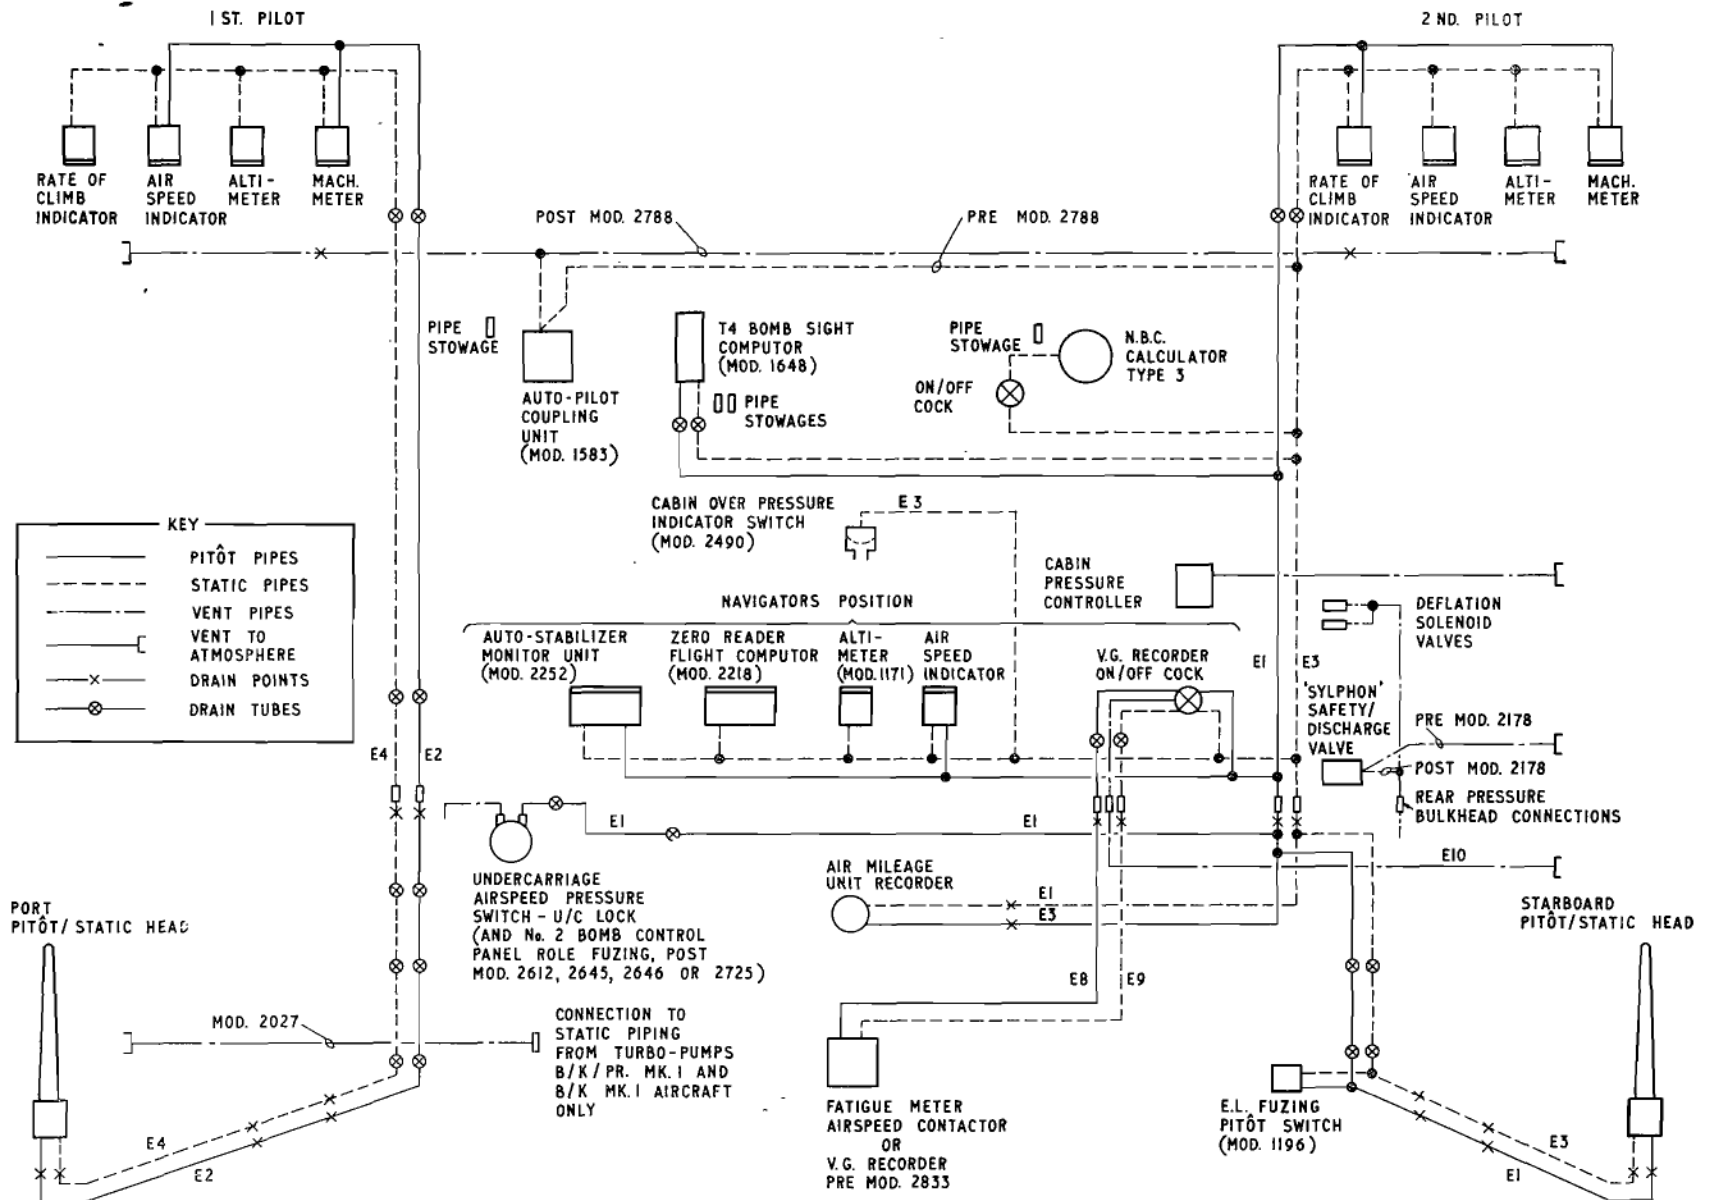 1 ST. PILOT
2 ND. PILOT
RATE OF
CLIMB
INDICATOR
AIR
SPEED
INDICATOR
ALTI-
METER
MACH.
METER
RATE OF
CLIMB
INDICATOR
AIR
SPEED
INDICATOR
ALTI-
METER
MACH.
METER
POST MOD. 2788
PRE MOD. 2788
PIPE
STOWAGE
AUTO-PILOT
COUPLING
UNIT
(MOD. 1583)
T4 BOMB SIGHT
COMPUTOR
(MOD. 1648)
PIPE
STOWAGES
PIPE
STOWAGE
ON/OFF
COCK
N.B.C.
CALCULATOR
TYPE 3
CABIN OVER PRESSURE
INDICATOR SWITCH
(MOD. 2490)
E3
KEY
PITÔT PIPES
STATIC PIPES
VENT PIPES
VENT TO
ATMOSPHERE
DRAIN POINTS
DRAIN TUBES
CABIN
PRESSURE
CONTROLLER
NAVIGATORS POSITION
AUTO-STABILIZER
MONITOR UNIT
(MOD. 2252)
ZERO READER
FLIGHT COMPUTOR
(MOD. 2218)
ALTI-
METER
(MOD. 1171)
AIR
SPEED
INDICATOR
V.G. RECORDER
ON/OFF COCK
E1
E3
DEFLATION
SOLENOID
VALVES
'SYLPHON'
SAFETY/
DISCHARGE
VALVE
PRE MOD. 2178
POST MOD. 2178
REAR PRESSURE
BULKHEAD CONNECTIONS
E4
E2
E1
E1
E10
UNDERCARRIAGE
AIRSPEED PRESSURE
SWITCH - U/C LOCK
(AND No. 2 BOMB CONTROL
PANEL ROLE FUZING, POST
MOD. 2612, 2645, 2646 OR 2725)
AIR MILEAGE
UNIT RECORDER
E1
E3
PORT
PITÔT/STATIC HEAD
STARBOARD
PITÔT/STATIC HEAD
E8
E9
MOD. 2027
CONNECTION TO
STATIC PIPING
FROM TURBO-PUMPS
B/K/PR. MK.1 AND
B/K MK.1 AIRCRAFT
ONLY
FATIGUE METER
AIRSPEED CONTACTOR
OR
V.G. RECORDER
PRE MOD. 2833
E.L. FUZING
PITÔT SWITCH
(MOD. 1196)
E4
E2
E3
E1